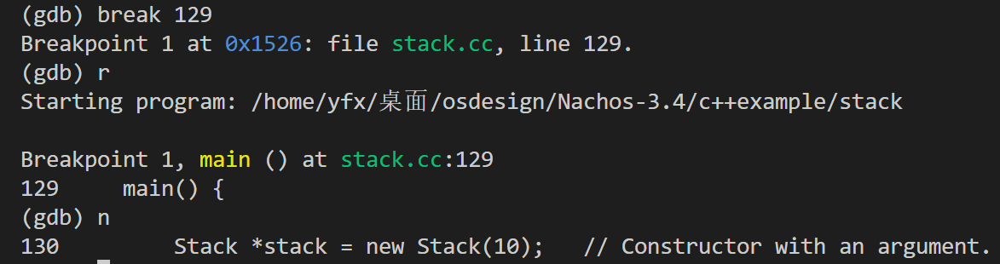 (gdb) break 129
Breakpoint 1 at 0x1526: file stack.cc, line 129.
(gdb) r
Starting program: /home/yfx/桌面/osdesign/Nachos-3.4/c++example/stack
Breakpoint 1, main () at stack.cc:129
129     main() {
(gdb) n
130         Stack *stack = new Stack(10);   // Constructor with an argument.